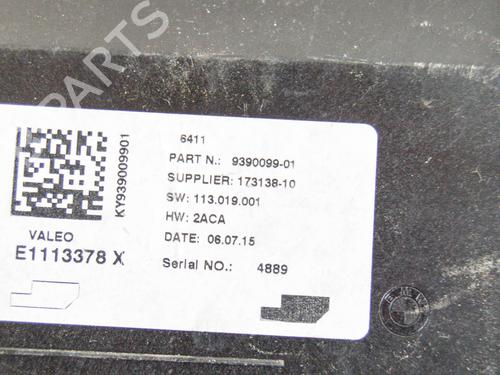 6411
PART N.: 9390099-01
SUPPLIER: 173138-10
SW: 113.019.001
HW: 2ACA
DATE: 06.07.15
Serial NO.: 4889
KY939009901
VALEO
E1113378 X
BMW
B-PARTS